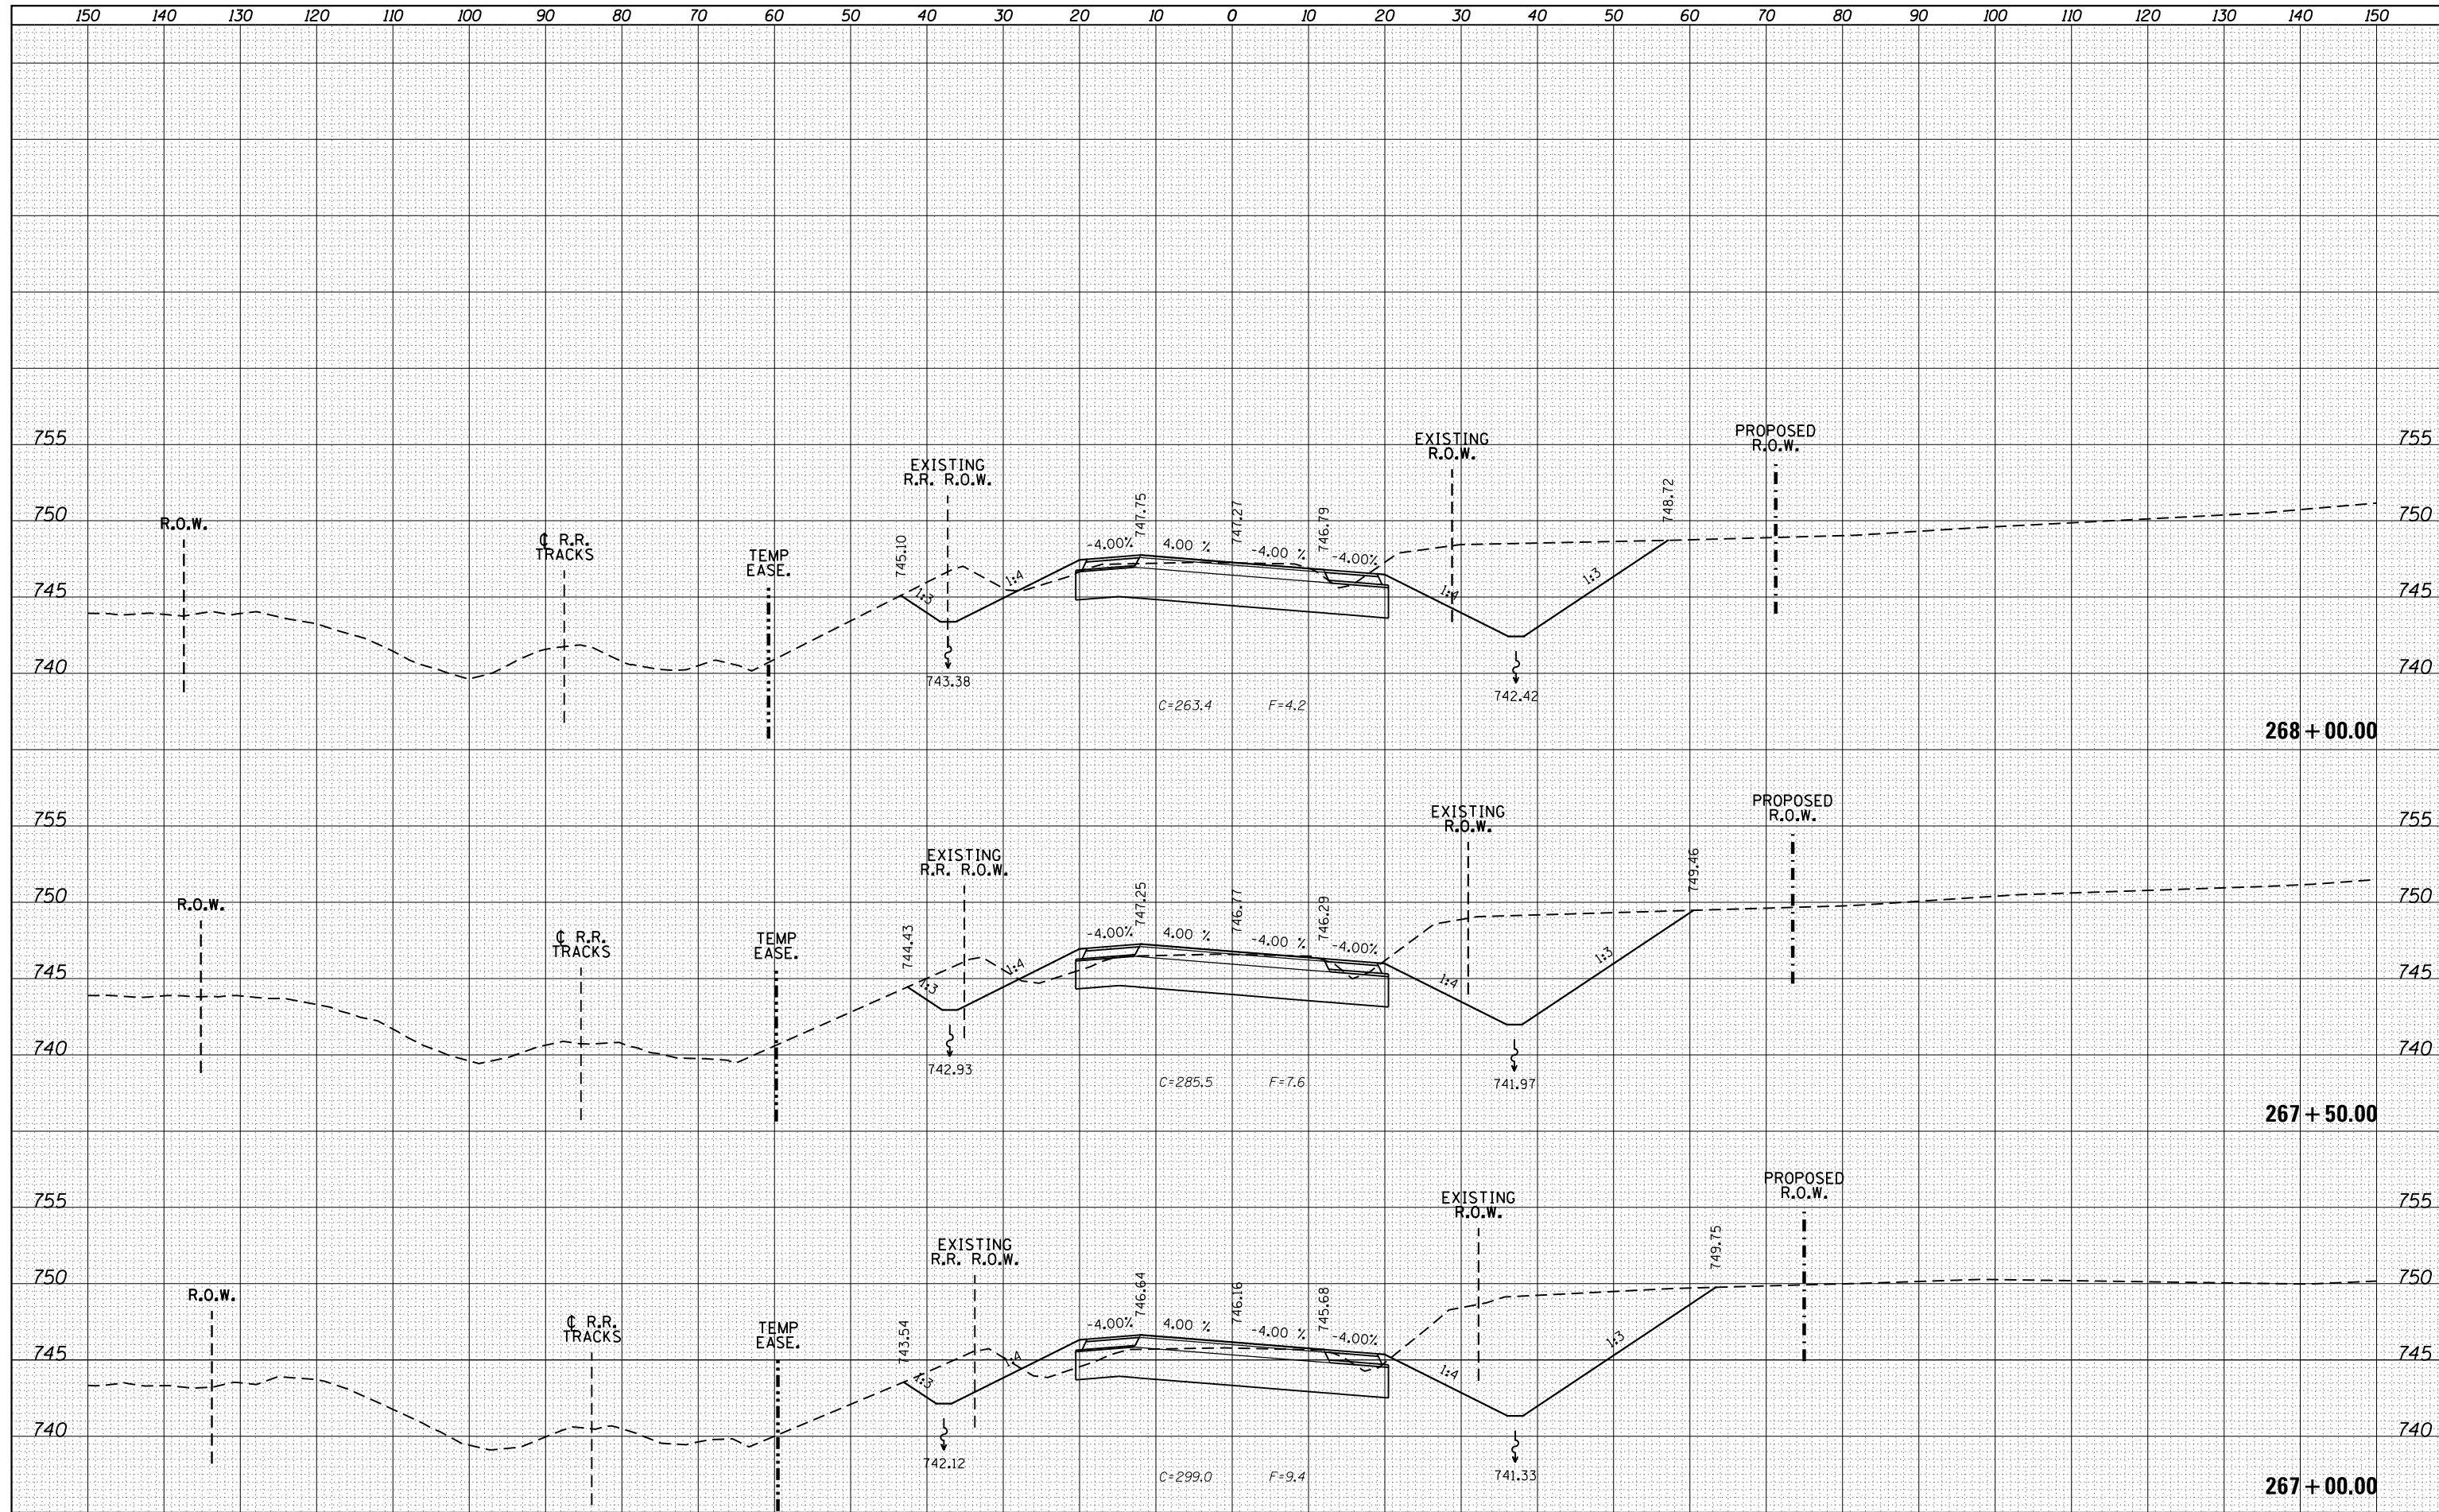 150 140 130 120 110 100 90 80 70 60 50 40 30 20 10 0 10 20 30 40 50 60 70 80 90 100 110 120 130 140 150
755 755
EXISTING
R.O.W.
PROPOSED
R.O.W.
EXISTING
R.R. R.O.W.
750 750
R.O.W.
℄ R.R.
TRACKS
TEMP
EASE.
745.10
747.75
747.27
746.79
748.72
-4.00% 4.00 % -4.00 % -4.00%
745 745
1:3 1:4 1:4 1:3
740 740
743.38
742.42
C=263.4 F=4.2
268+00.00
755 755
EXISTING
R.O.W.
PROPOSED
R.O.W.
EXISTING
R.R. R.O.W.
750 750
R.O.W.
℄ R.R.
TRACKS
TEMP
EASE.
744.43
747.25
746.77
746.29
749.46
-4.00% 4.00 % -4.00 % -4.00%
745 745
1:3 1:4 1:4 1:3
740 740
742.93
741.97
C=285.5 F=7.6
267+50.00
755 755
EXISTING
R.O.W.
PROPOSED
R.O.W.
EXISTING
R.R. R.O.W.
750 750
R.O.W.
℄ R.R.
TRACKS
TEMP
EASE.
743.54
746.64
746.16
745.68
749.75
-4.00% 4.00 % -4.00 % -4.00%
745 745
1:3 1:4 1:4 1:3
740 740
742.12
741.33
C=299.0 F=9.4
267+00.00